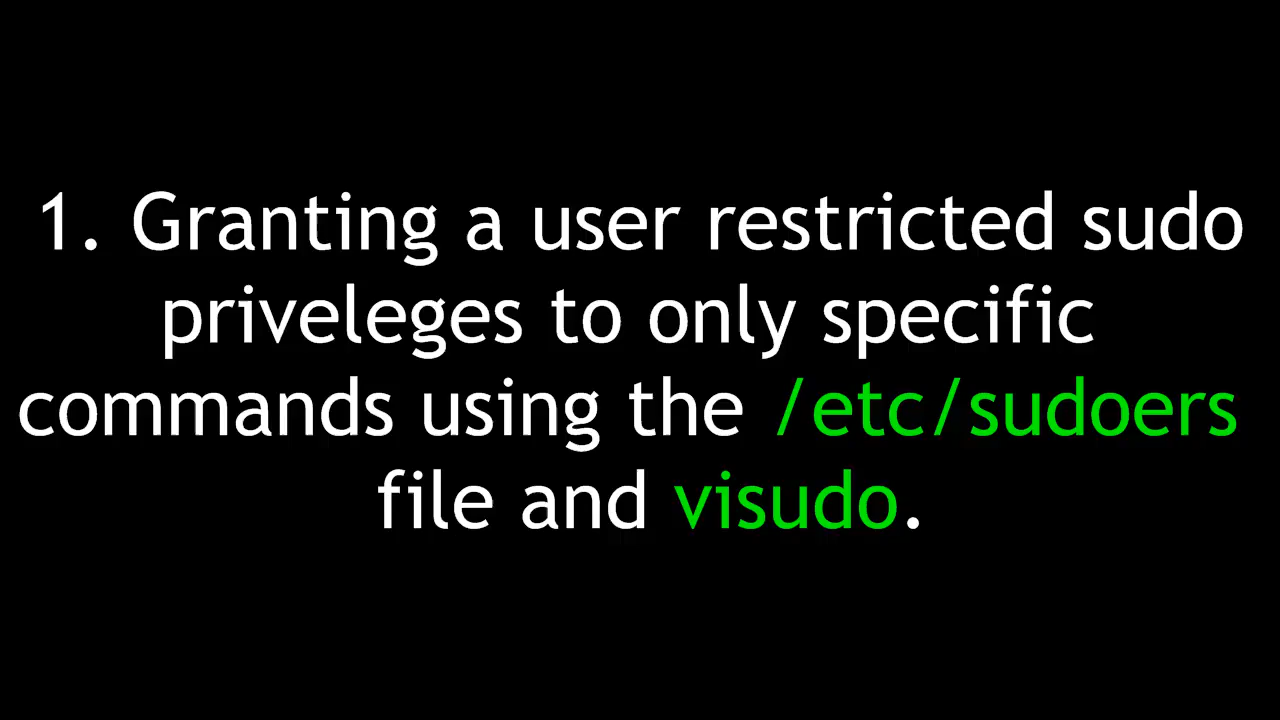 1. Granting a user restricted sudo
priveleges to only specific
commands using the /etc/sudoers
file and visudo.